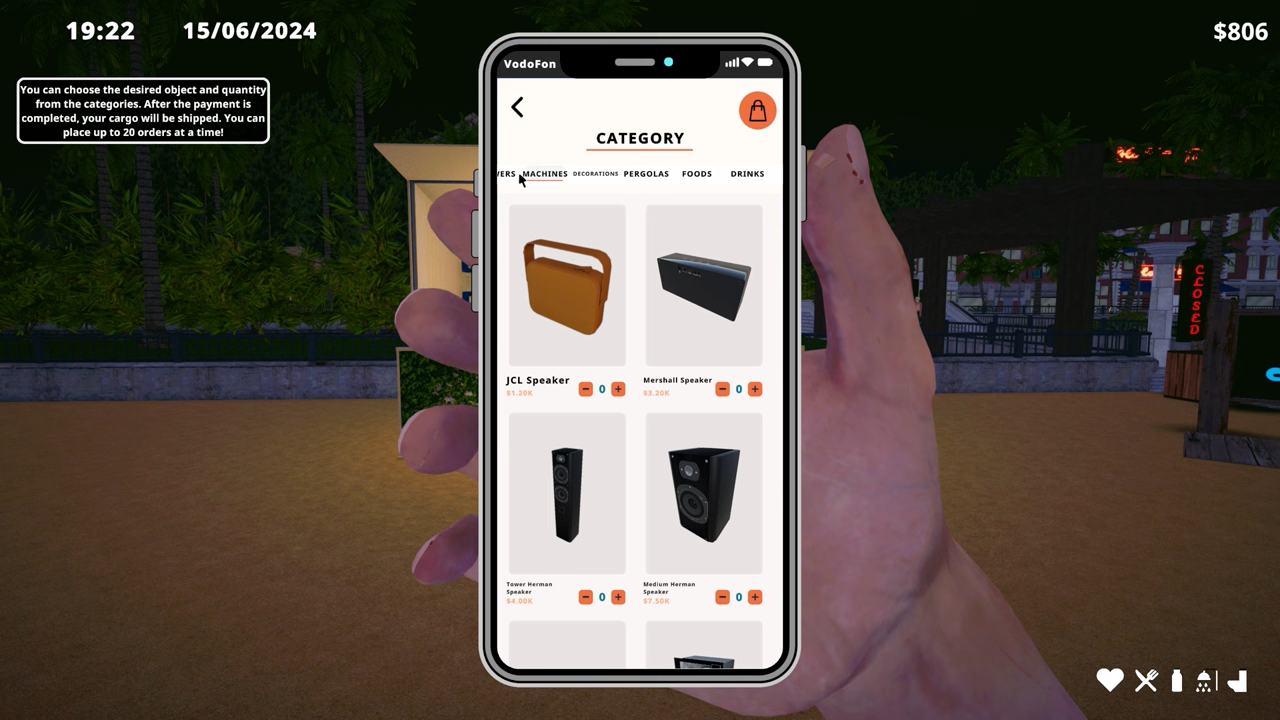 19:22
15/06/2024
$806
You can choose the desired object and quantity
from the categories. After the payment is
completed, your cargo will be shipped. You can
place up to 20 orders at a time!
VodoFon
CATEGORY
MACHINES DECORATIONS PERGOLAS FOODS DRINKS
JCL Speaker
$1.20K
0
Mershall Speaker
$3.20K
0
Tower Herman
Speaker
$4.00K
0
Medium Herman
Speaker
$7.50K
0
CLOSED